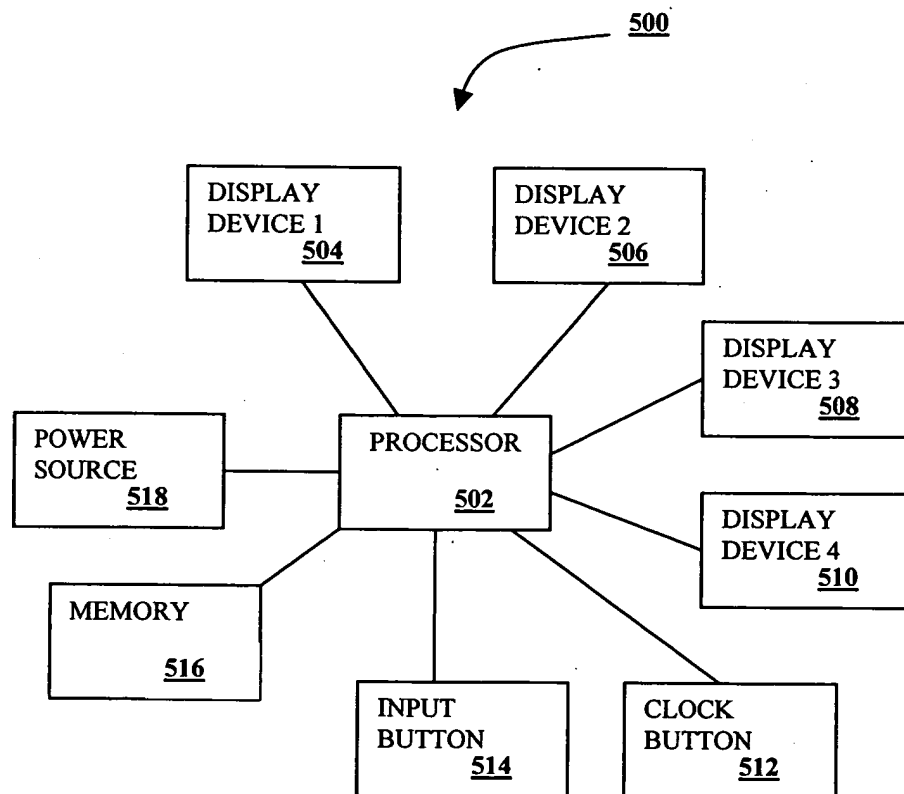 500
DISPLAY
DEVICE 1
504
DISPLAY
DEVICE 2
506
DISPLAY
DEVICE 3
508
POWER
SOURCE
518
PROCESSOR
502
DISPLAY
DEVICE 4
510
MEMORY
516
INPUT
BUTTON
514
CLOCK
BUTTON
512